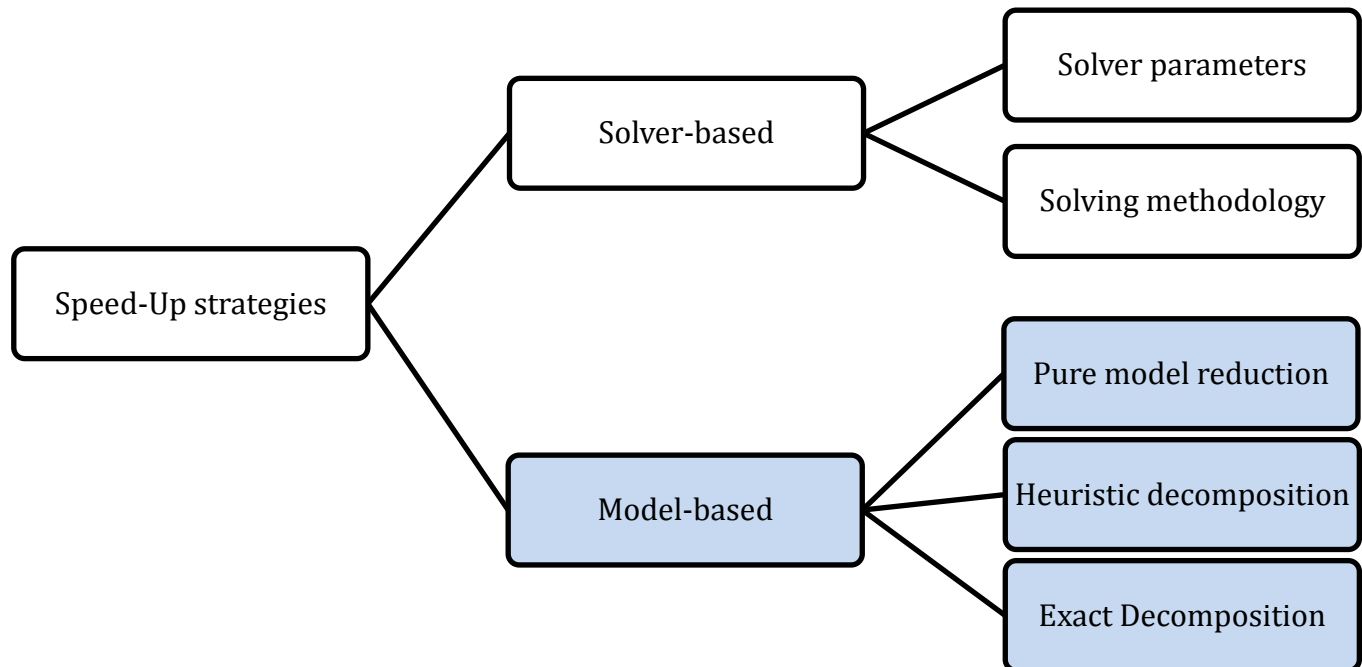 Speed-Up strategies
Solver-based
Solver parameters
Solving methodology
Model-based
Pure model reduction
Heuristic decomposition
Exact Decomposition